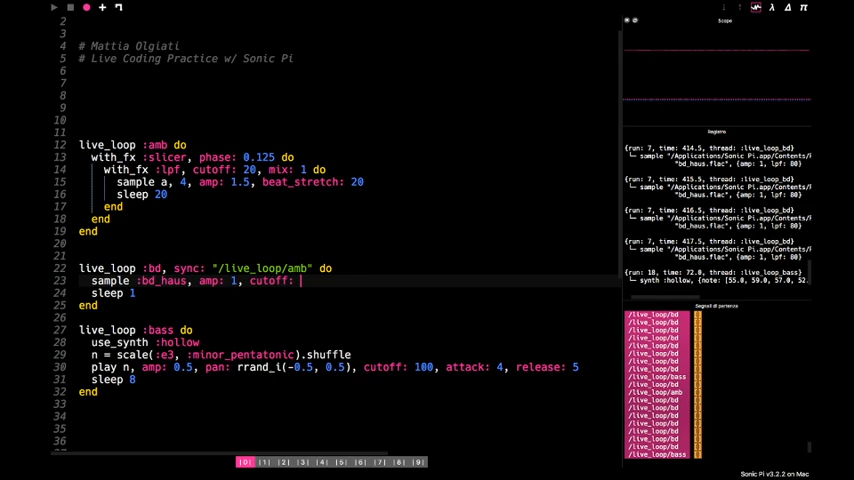 Scope
2
3
4 # Mattia Olgiati
5 # Live Coding Practice w/ Sonic Pi
6
7
8
9
10
11
12 live_loop :amb do
13 with_fx :slicer, phase: 0.125 do
14 with_fx :lpf, cutoff: 20, mix: 1 do
15 sample a, 4, amp: 1.5, beat_stretch: 20
16 sleep 20
17 end
18 end
19 end
20
21
22 live_loop :bd, sync: "/live_loop/amb" do
23 sample :bd_haus, amp: 1, cutoff:
24 sleep 1
25 end
26
27 live_loop :bass do
28 use_synth :hollow
29 n = scale(:e3, :minor_pentatonic).shuffle
30 play n, amp: 0.5, pan: rrand_i(-0.5, 0.5), cutoff: 100, attack: 4, release: 5
31 sleep 8
32 end
33
34
35
36
|0| |1| |2| |3| |4| |5| |6| |7| |8| |9|
Registro
{run: 7, time: 414.5, thread: :live_loop_bd}
sample "/Applications/Sonic Pi.app/Contents/
"bd_haus.flac", {amp: 1, lpf: 80}
{run: 7, time: 415.5, thread: :live_loop_bd}
sample "/Applications/Sonic Pi.app/Contents/
"bd_haus.flac", {amp: 1, lpf: 80}
{run: 7, time: 416.5, thread: :live_loop_bd}
sample "/Applications/Sonic Pi.app/Contents/
"bd_haus.flac", {amp: 1, lpf: 80}
{run: 7, time: 417.5, thread: :live_loop_bd}
sample "/Applications/Sonic Pi.app/Contents/
"bd_haus.flac", {amp: 1, lpf: 80}
{run: 18, time: 72.0, thread: :live_loop_bass}
synth :hollow, {note: [55.0, 59.0, 57.0, 52.
Segnali di partenza
/live_loop/bd
/live_loop/bd
/live_loop/bd
/live_loop/bd
/live_loop/bd
/live_loop/bd
/live_loop/bd
/live_loop/bd
/live_loop/bass
/live_loop/bd
/live_loop/amb
/live_loop/bd
/live_loop/bd
/live_loop/bd
/live_loop/bd
/live_loop/bd
/live_loop/bd
/live_loop/bd
/live_loop/bass
Sonic Pi v3.2.2 on Mac